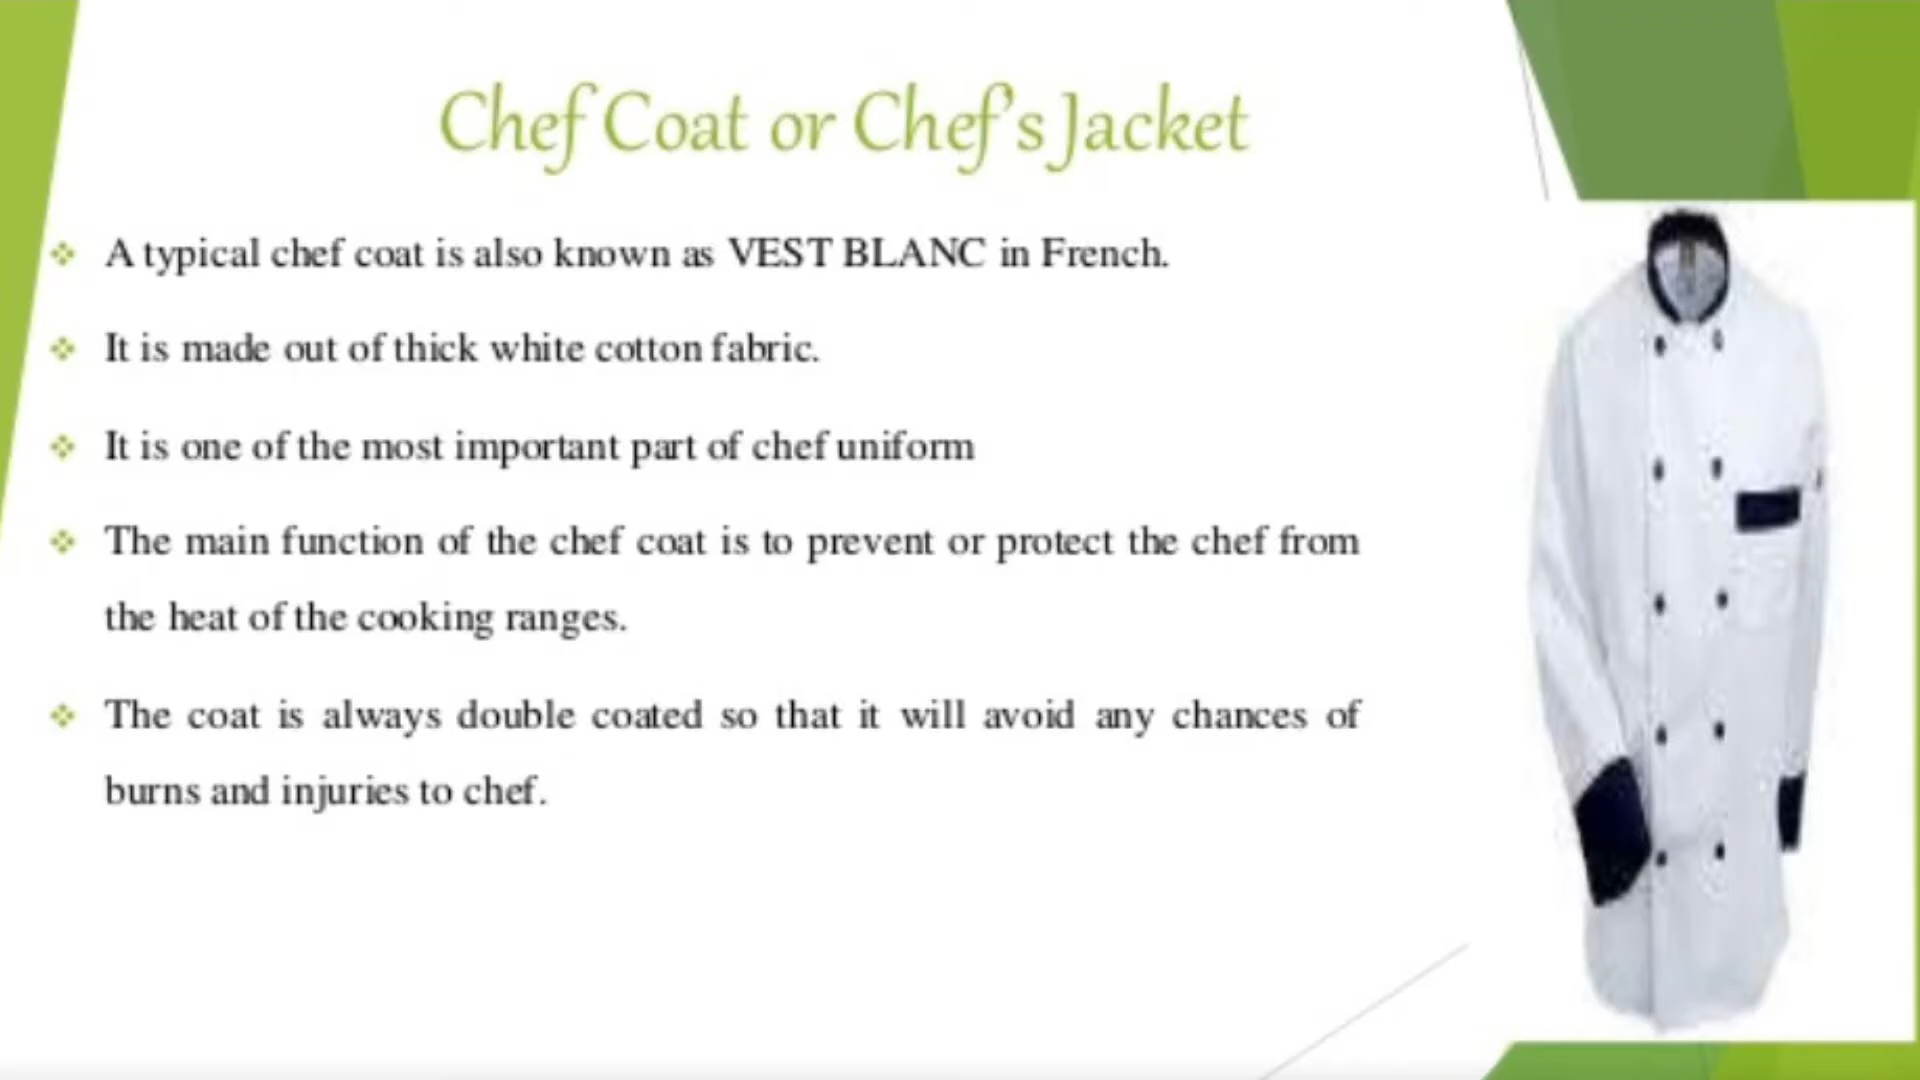 Chef Coat or Chef's Jacket
A typical chef coat is also known as VEST BLANC in French.
It is made out of thick white cotton fabric.
It is one of the most important part of chef uniform
The main function of the chef coat is to prevent or protect the chef from
the heat of the cooking ranges.
The coat is always double coated so that it will avoid any chances of
burns and injuries to chef.